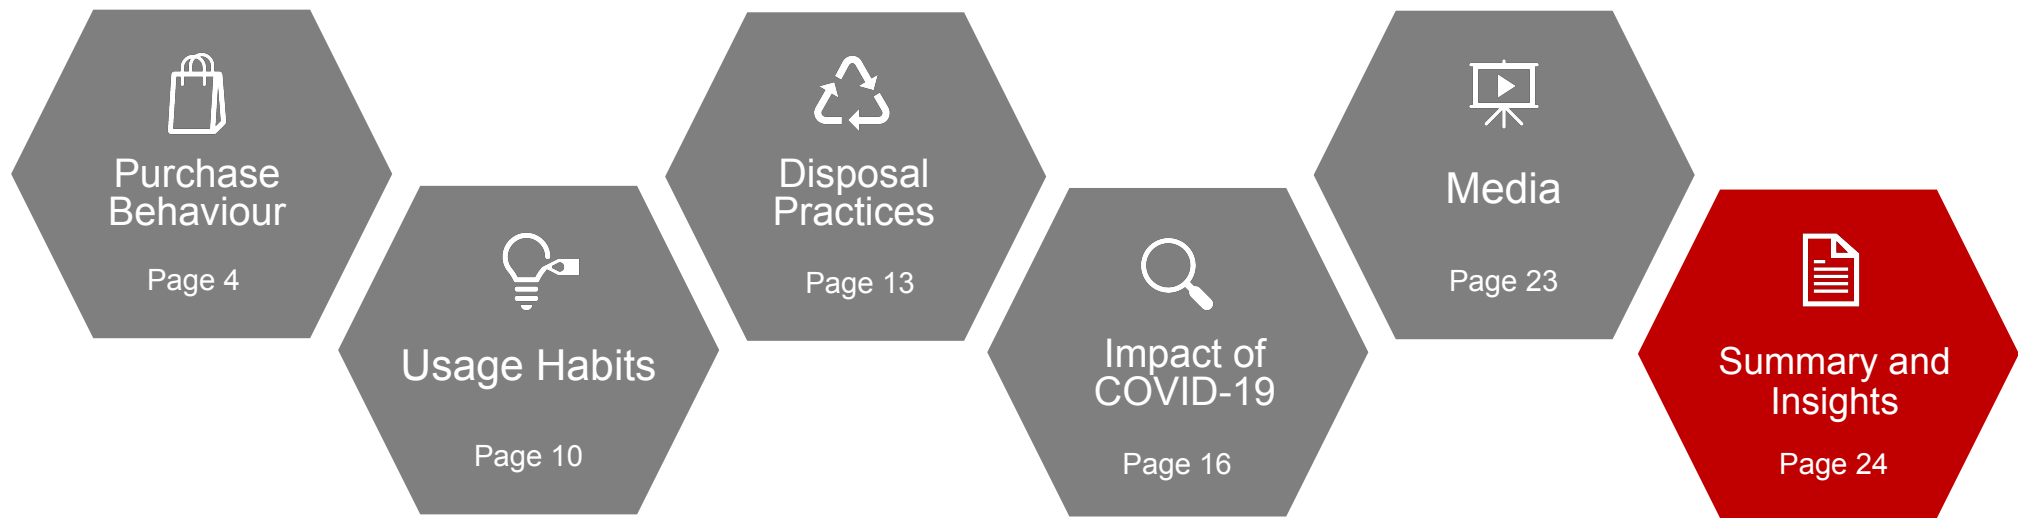 Purchase
Behaviour
Page 4
Usage Habits
Page 10
Disposal
Practices
Page 13
Impact of
COVID-19
Page 16
Media
Page 23
Summary and
Insights
Page 24